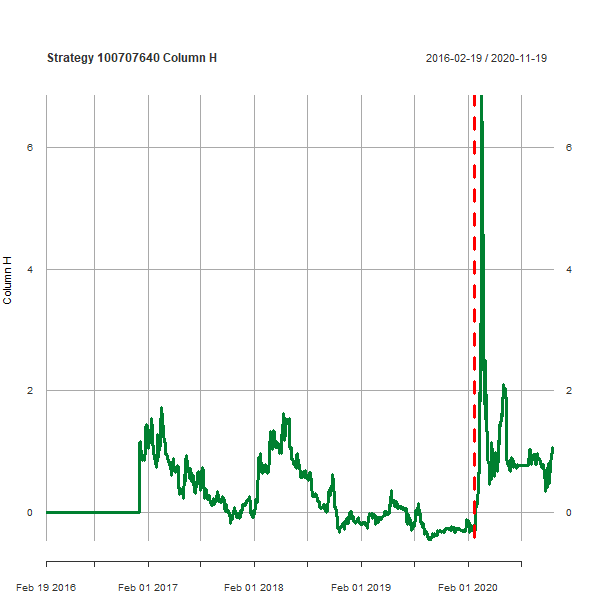 Strategy 100707640 Column H
2016-02-19 / 2020-11-19
6 6
4 4
2 2
0 0
Column H
Feb 19 2016 Feb 01 2017 Feb 01 2018 Feb 01 2019 Feb 01 2020